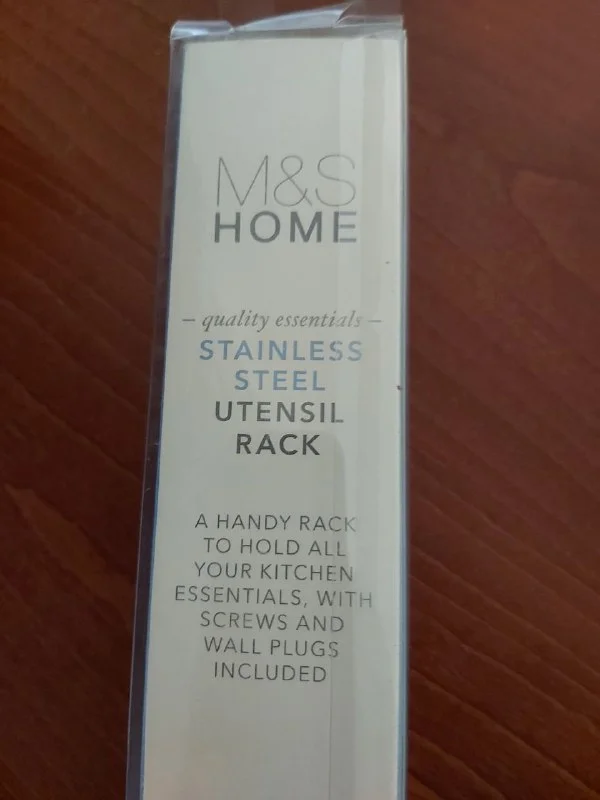 M&S
HOME
– quality essentials –
STAINLESS
STEEL
UTENSIL
RACK
A HANDY RACK
TO HOLD ALL
YOUR KITCHEN
ESSENTIALS, WITH
SCREWS AND
WALL PLUGS
INCLUDED